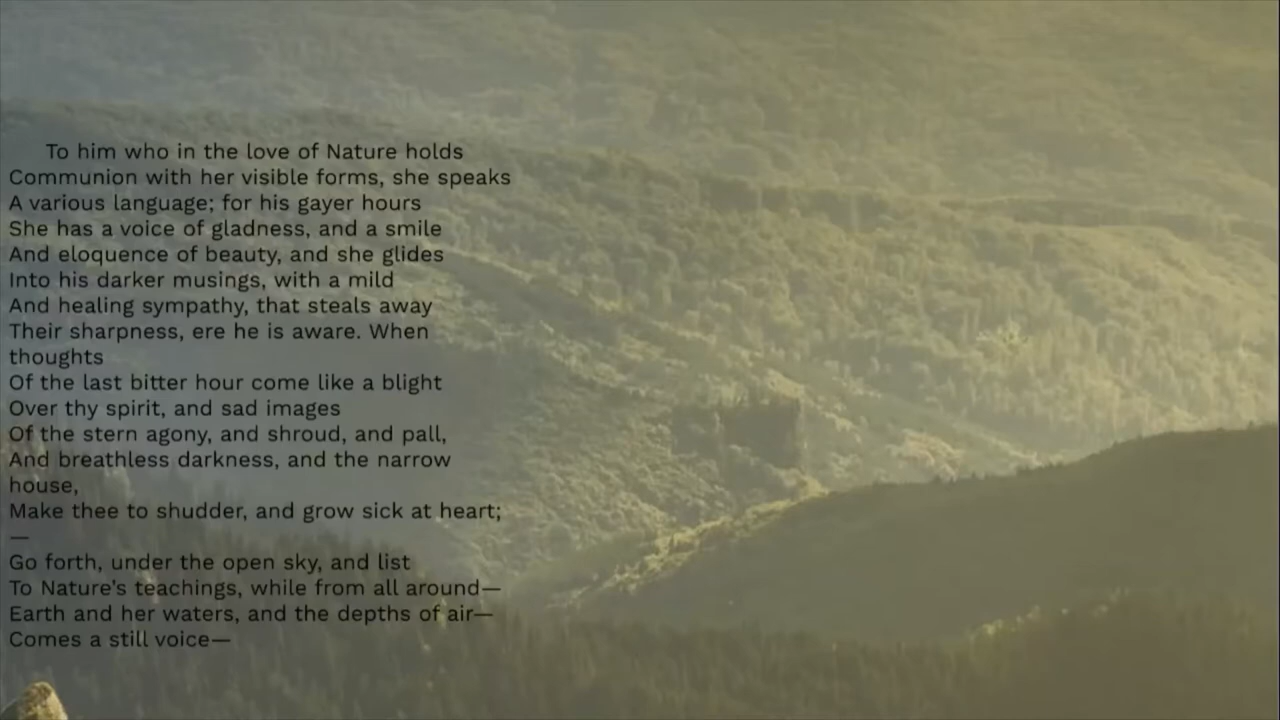 To him who in the love of Nature holds
Communion with her visible forms, she speaks
A various language; for his gayer hours
She has a voice of gladness, and a smile
And eloquence of beauty, and she glides
Into his darker musings, with a mild
And healing sympathy, that steals away
Their sharpness, ere he is aware. When
thoughts
Of the last bitter hour come like a blight
Over thy spirit, and sad images
Of the stern agony, and shroud, and pall,
And breathless darkness, and the narrow
house,
Make thee to shudder, and grow sick at heart;
—
Go forth, under the open sky, and list
To Nature's teachings, while from all around—
Earth and her waters, and the depths of air—
Comes a still voice—